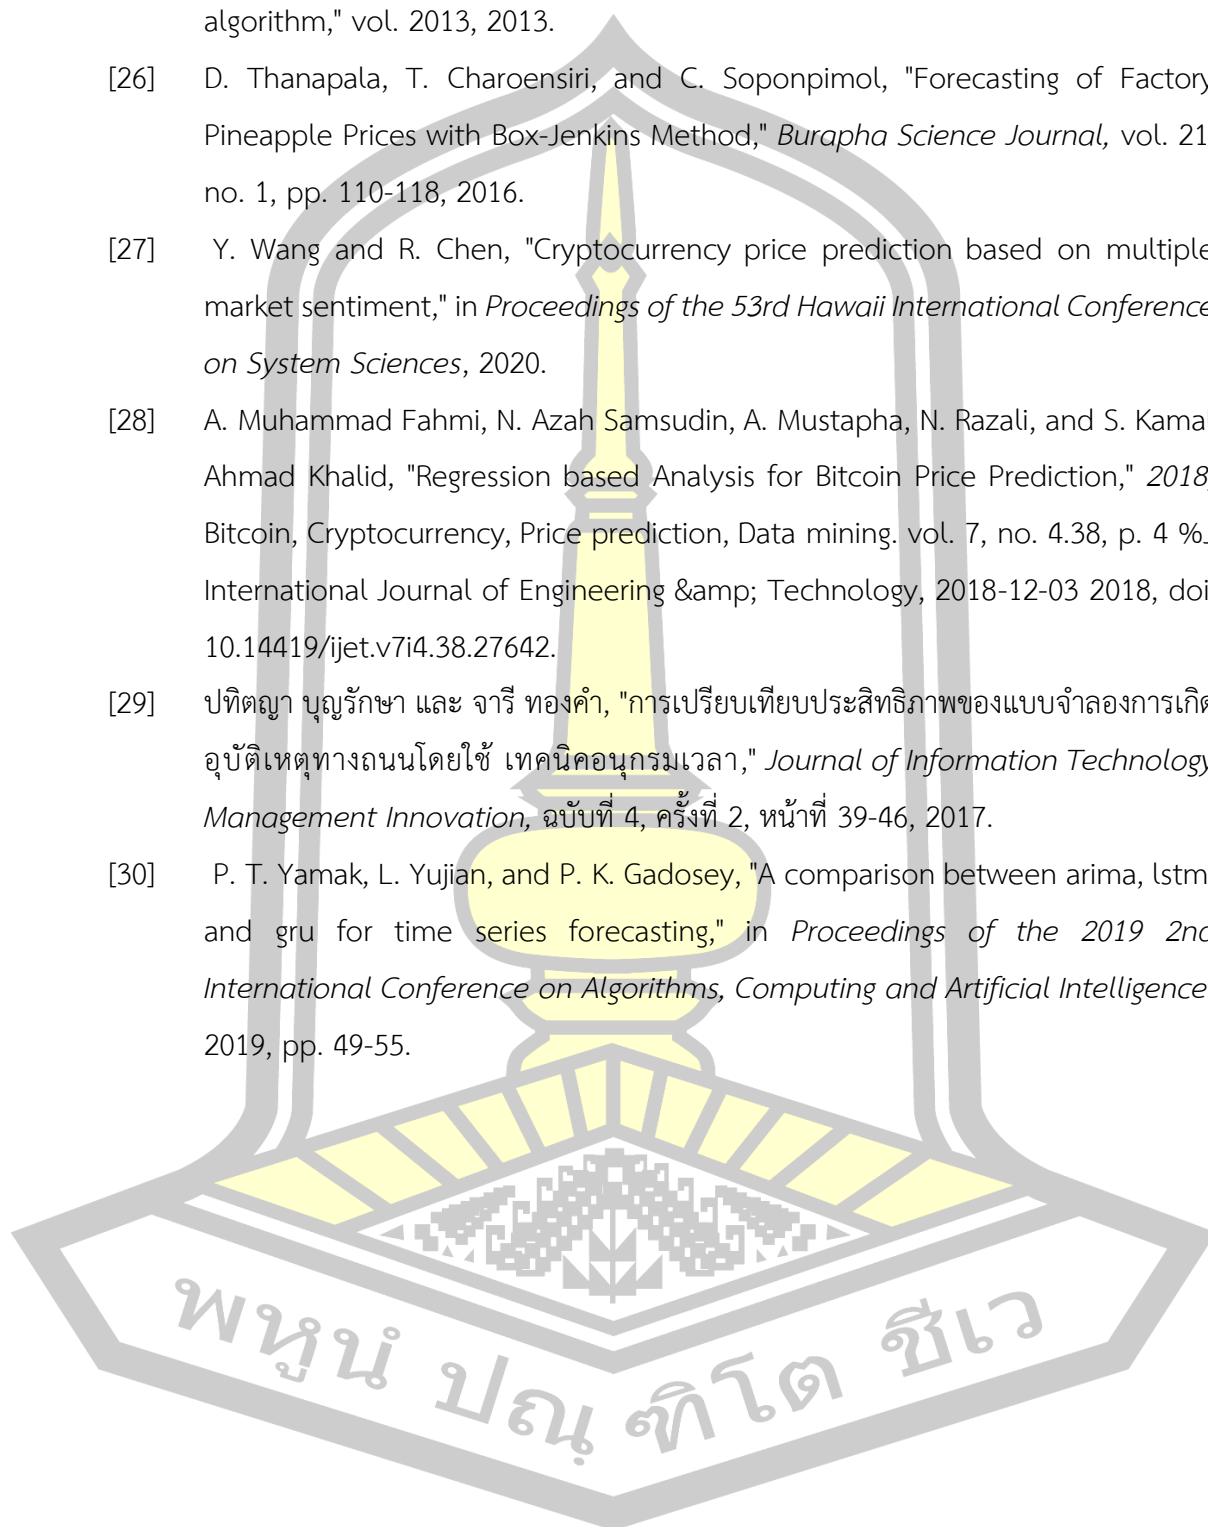 algorithm," vol. 2013, 2013.
[26] D. Thanapala, T. Charoensiri, and C. Soponpimol, "Forecasting of Factory
Pineapple Prices with Box-Jenkins Method," Burapha Science Journal, vol. 21
no. 1, pp. 110-118, 2016.
[27] Y. Wang and R. Chen, "Cryptocurrency price prediction based on multiple
market sentiment," in Proceedings of the 53rd Hawaii International Conference
on System Sciences, 2020.
[28] A. Muhammad Fahmi, N. Azah Samsudin, A. Mustapha, N. Razali, and S. Kamal
Ahmad Khalid, "Regression based Analysis for Bitcoin Price Prediction," 2018,
Bitcoin, Cryptocurrency, Price prediction, Data mining. vol. 7, no. 4.38, p. 4 %J
International Journal of Engineering &amp; Technology, 2018-12-03 2018, doi
10.14419/ijet.v7i4.38.27642.
[29] ปทิตญา บุญรักษา และ จารี ทองคำ, "การเปรียบเทียบประสิทธิภาพของแบบจำลองการเกิด
อุบัติเหตุทางถนนโดยใช้ เทคนิคอนุกรมเวลา," Journal of Information Technology
Management Innovation, ฉบับที่ 4, ครั้งที่ 2, หน้าที่ 39-46, 2017.
[30] P. T. Yamak, L. Yujian, and P. K. Gadosey, "A comparison between arima, lstm
and gru for time series forecasting," in Proceedings of the 2019 2nd
International Conference on Algorithms, Computing and Artificial Intelligence
2019, pp. 49-55.
พหูนํ ปณฺฑิโต ชีเว